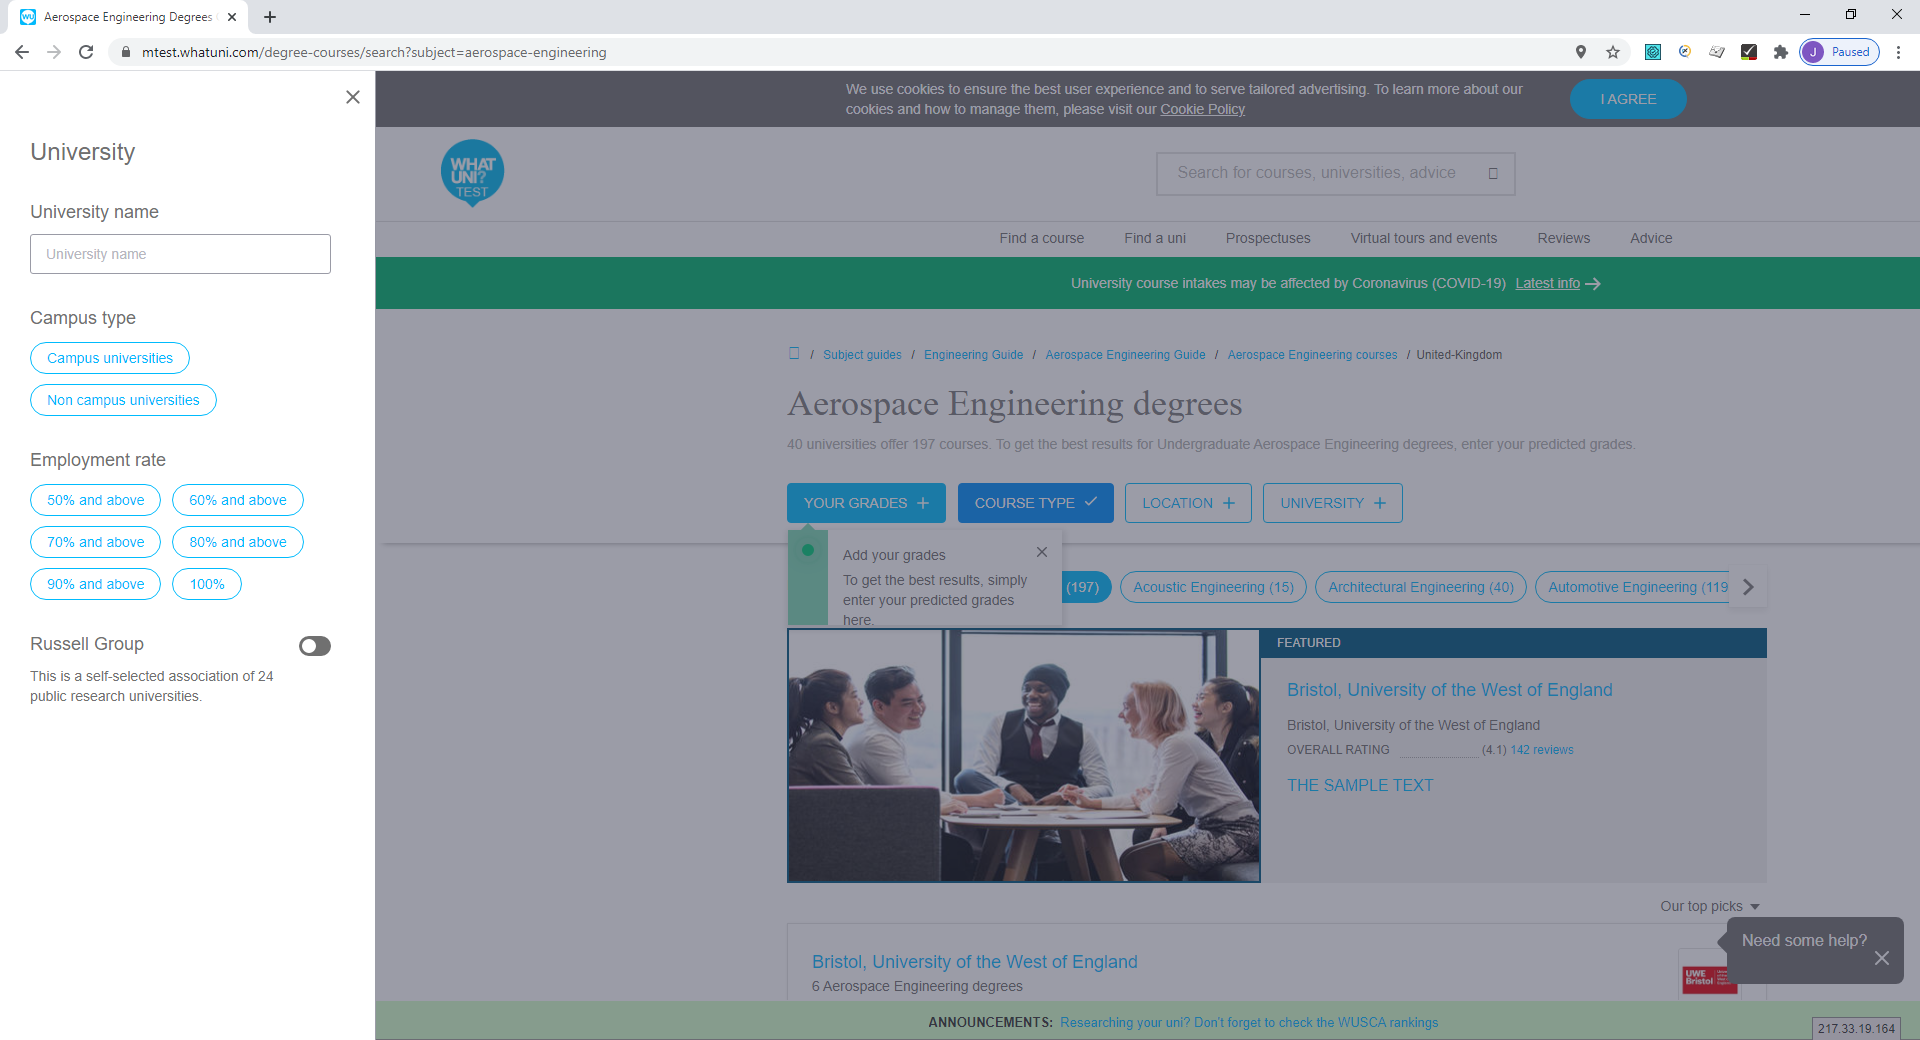 Aerospace Engineering Degrees
mtest.whatuni.com/degree-courses/search?subject=aerospace-engineering
J Paused
University
University name
University name
Campus type
Campus universities
Non campus universities
Employment rate
50% and above 60% and above
70% and above 80% and above
90% and above 100%
Russell Group
This is a self-selected association of 24
public research universities.
We use cookies to ensure the best user experience and to serve tailored advertising. To learn more about our
cookies and how to manage them, please visit our Cookie Policy
I AGREE
WHAT
UNI?
TEST
Search for courses, universities, advice
Find a course Find a uni Prospectuses Virtual tours and events Reviews Advice
University course intakes may be affected by Coronavirus (COVID-19) Latest info
/ Subject guides / Engineering Guide / Aerospace Engineering Guide / Aerospace Engineering courses / United-Kingdom
Aerospace Engineering degrees
40 universities offer 197 courses. To get the best results for Undergraduate Aerospace Engineering degrees, enter your predicted grades.
YOUR GRADES COURSE TYPE LOCATION UNIVERSITY
Add your grades
To get the best results, simply
enter your predicted grades
here.
(197) Acoustic Engineering (15) Architectural Engineering (40) Automotive Engineering (119
FEATURED
Bristol, University of the West of England
Bristol, University of the West of England
OVERALL RATING (4.1) 142 reviews
THE SAMPLE TEXT
Our top picks
Need some help?
Bristol, University of the West of England
6 Aerospace Engineering degrees
UWE
Bristol
ANNOUNCEMENTS: Researching your uni? Don't forget to check the WUSCA rankings
217.33.19.164